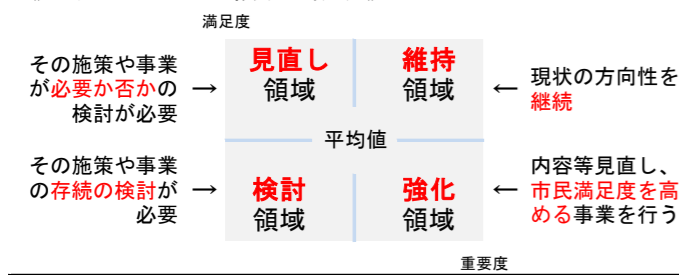 満足度
その施策や事業
が必要か否かの
検討が必要
→
見直し
領域
維持
領域
←
現状の方向性を
継続
平均値
その施策や事業
の存続の検討が
必要
→
検討
領域
強化
領域
←
内容等見直し、
市民満足度を高
める事業を行う
重要度